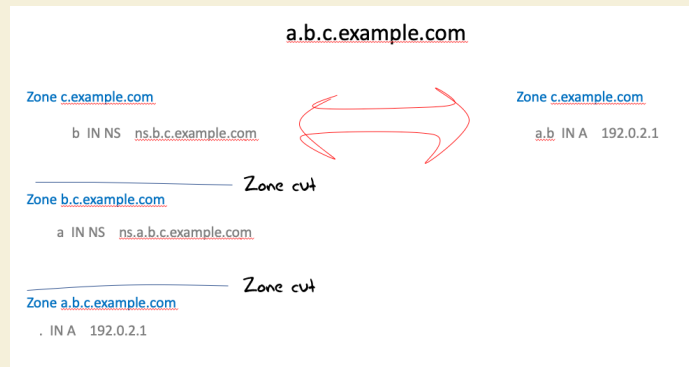 a.b.c.example.com
Zone c.example.com
b IN NS ns.b.c.example.com
Zone cut
Zone b.c.example.com
a IN NS ns.a.b.c.example.com
Zone cut
Zone a.b.c.example.com
. IN A 192.0.2.1
Zone c.example.com
a.b IN A 192.0.2.1